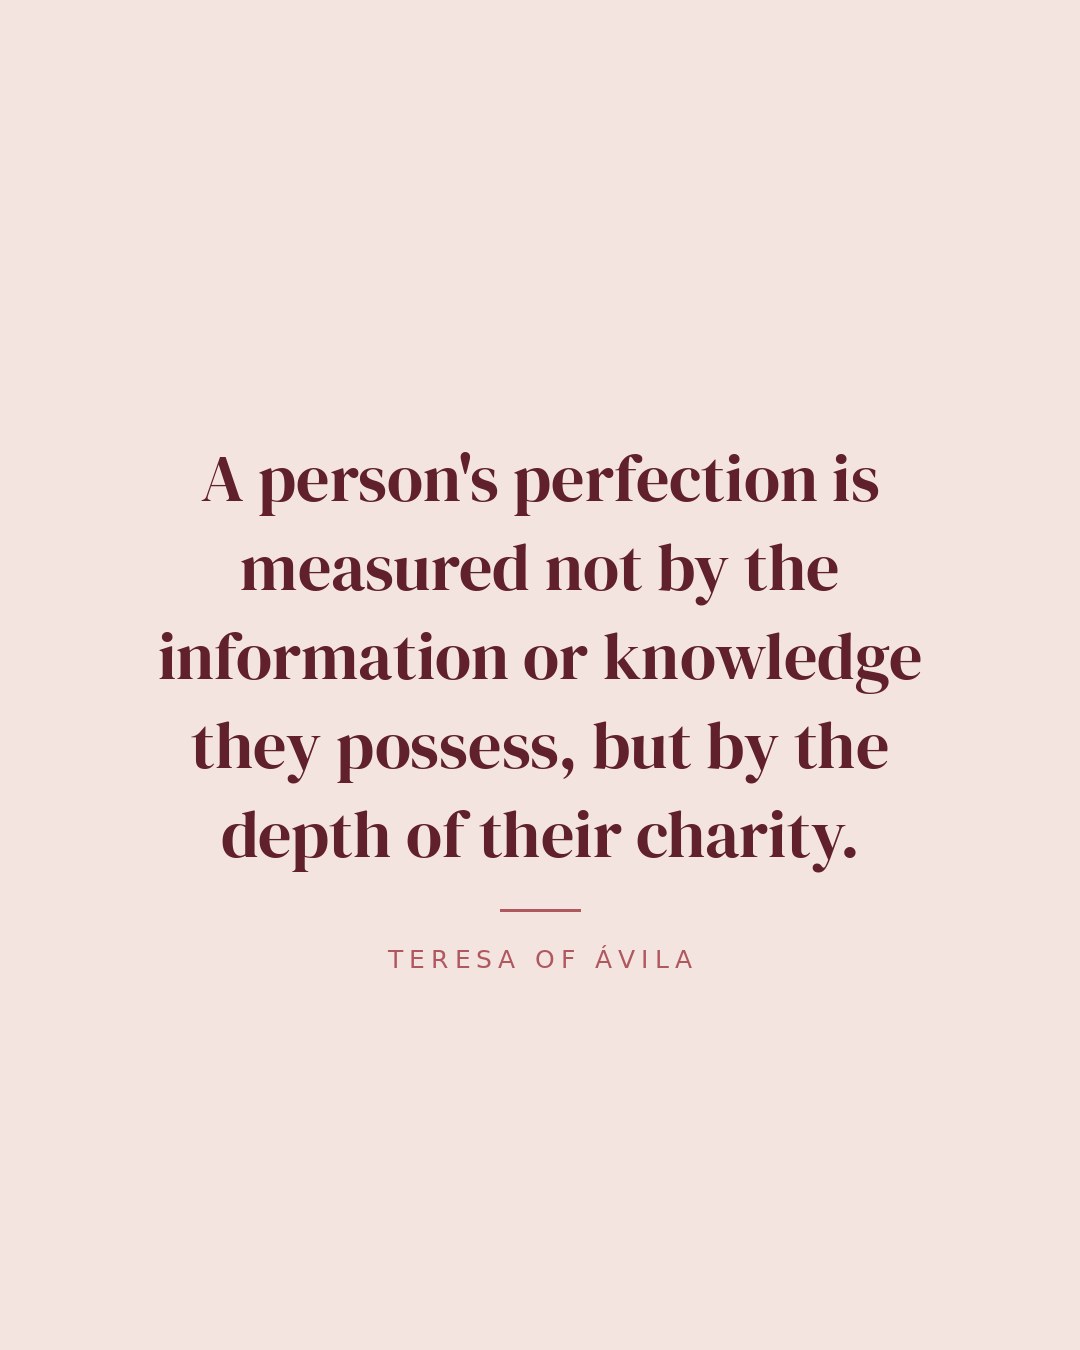 A person's perfection is
measured not by the
information or knowledge
they possess, but by the
depth of their charity.
TERESA OF ÁVILA